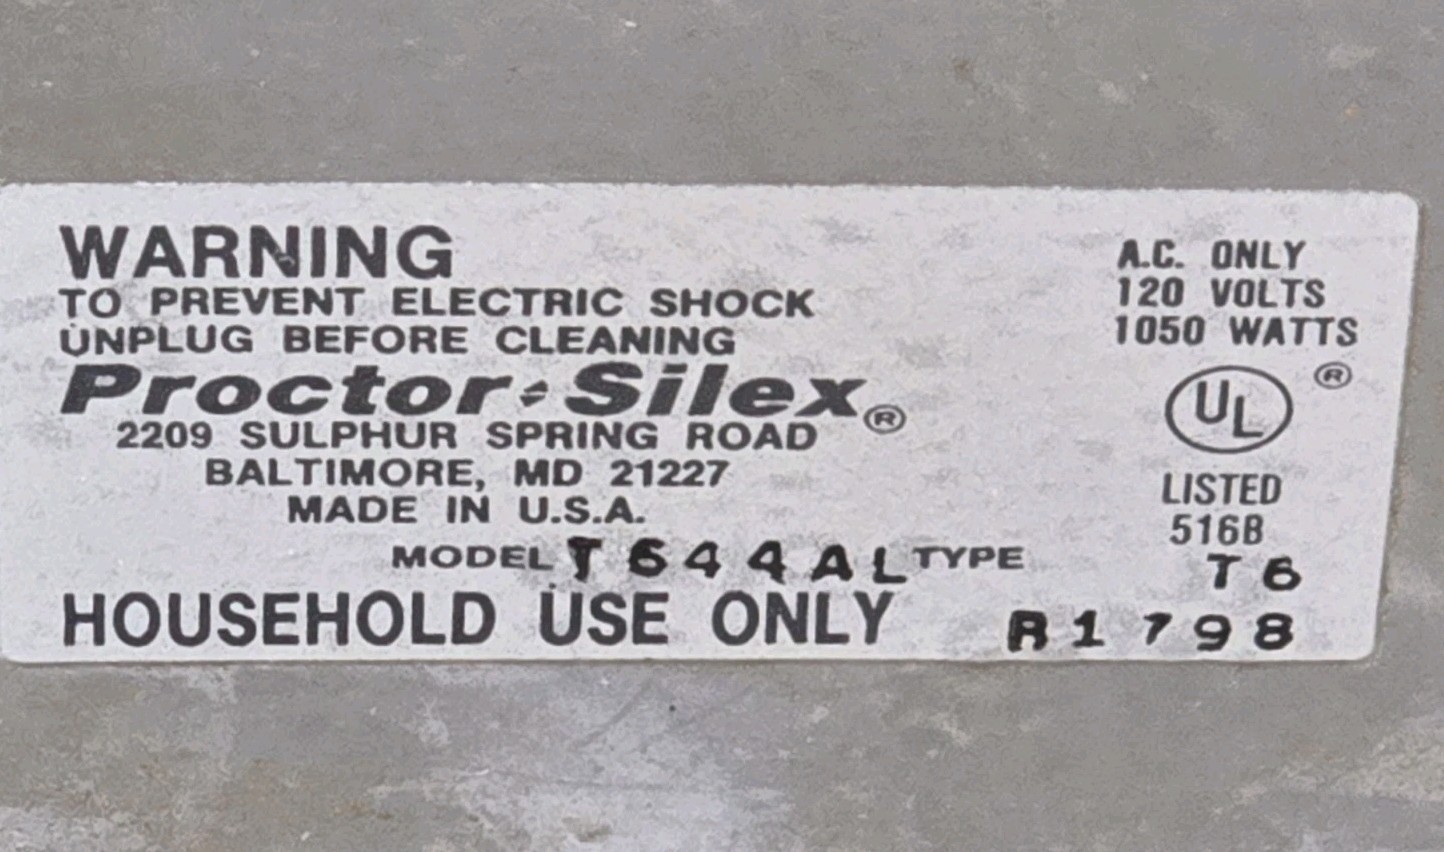 WARNING
TO PREVENT ELECTRIC SHOCK
UNPLUG BEFORE CLEANING
Proctor-Silex®
2209 SULPHUR SPRING ROAD
BALTIMORE, MD 21227
MADE IN U.S.A.
MODEL T644AL TYPE T6
HOUSEHOLD USE ONLY
A.C. ONLY
120 VOLTS
1050 WATTS
UL ®
LISTED
516B
R1798